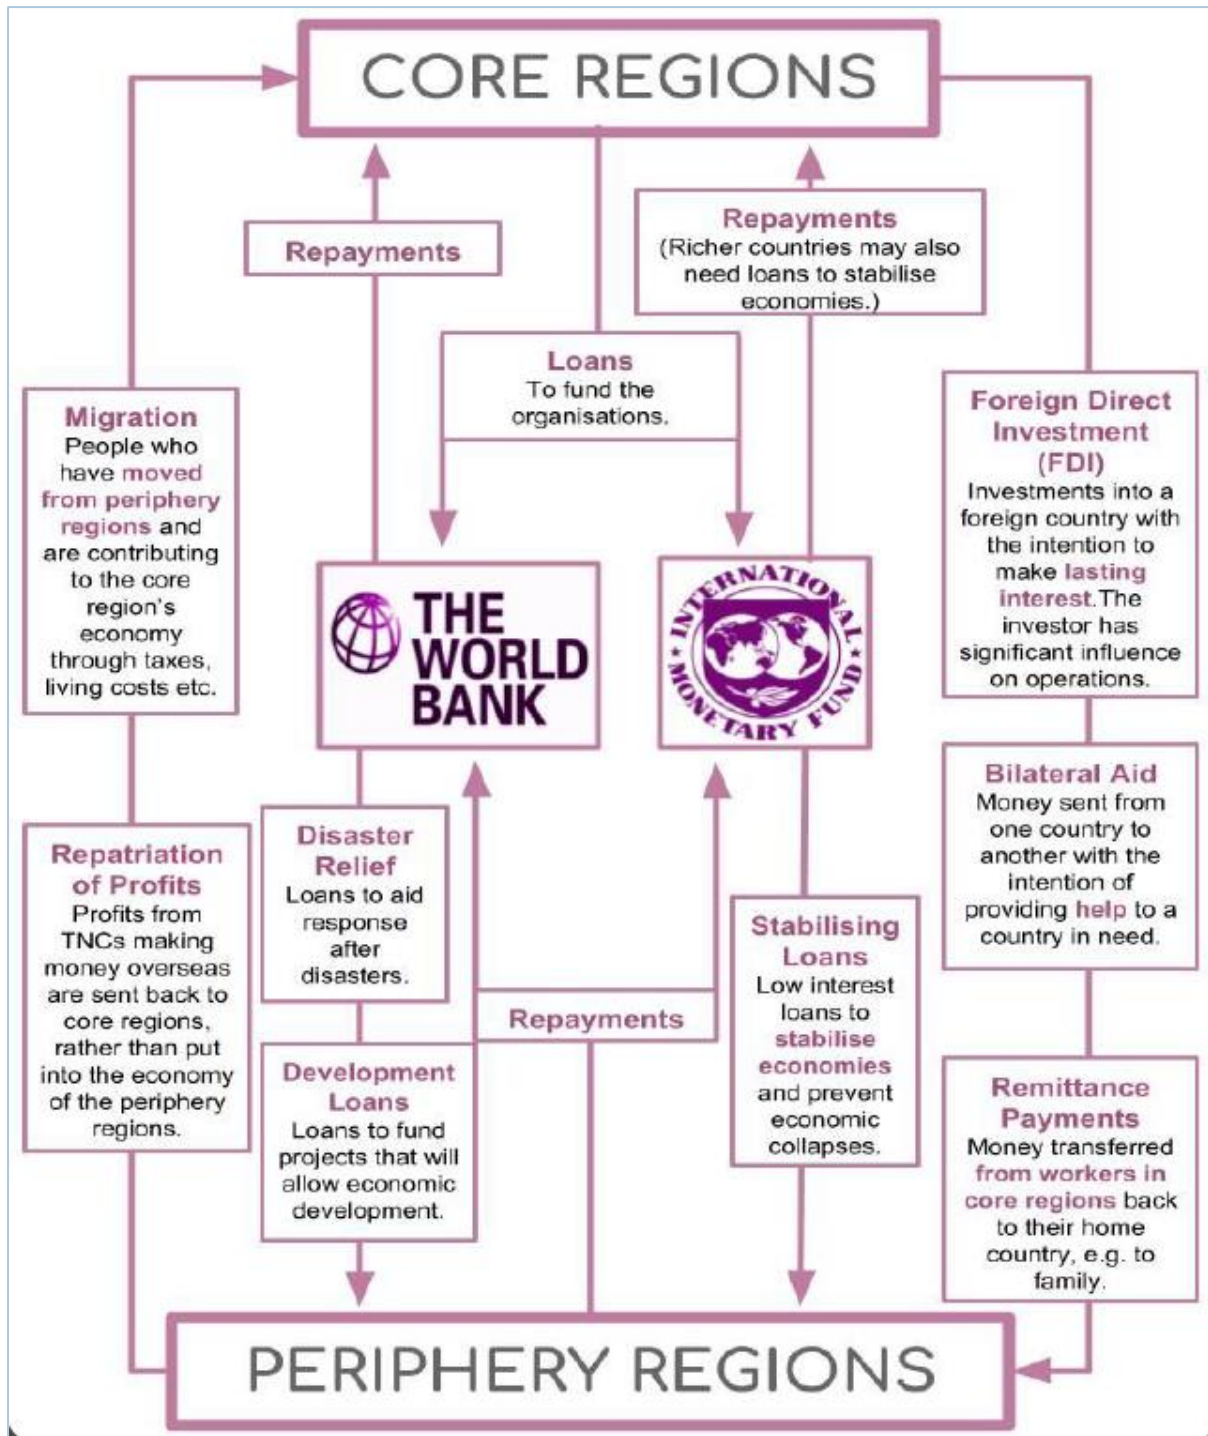 CORE REGIONS
Repayments
Repayments
(Richer countries may also
need loans to stabilise
economies.)
Loans
To fund the
organisations.
Migration
People who
have moved
from periphery
regions and
are contributing
to the core
region's
economy
through taxes,
living costs etc.
Foreign Direct
Investment
(FDI)
Investments into a
foreign country with
the intention to
make lasting
interest.The
investor has
significant influence
on operations.
THE
WORLD
BANK
INTERNATIONAL
MONETARY FUND
Bilateral Aid
Money sent from
one country to
another with the
intention of
providing help to a
country in need.
Repatriation
of Profits
Profits from
TNCs making
money overseas
are sent back to
core regions,
rather than put
into the economy
of the periphery
regions.
Disaster
Relief
Loans to aid
response
after
disasters.
Stabilising
Loans
Low interest
loans to
stabilise
economies
and prevent
economic
collapses.
Repayments
Development
Loans
Loans to fund
projects that will
allow economic
development.
Remittance
Payments
Money transferred
from workers in
core regions back
to their home
country, e.g. to
family.
PERIPHERY REGIONS